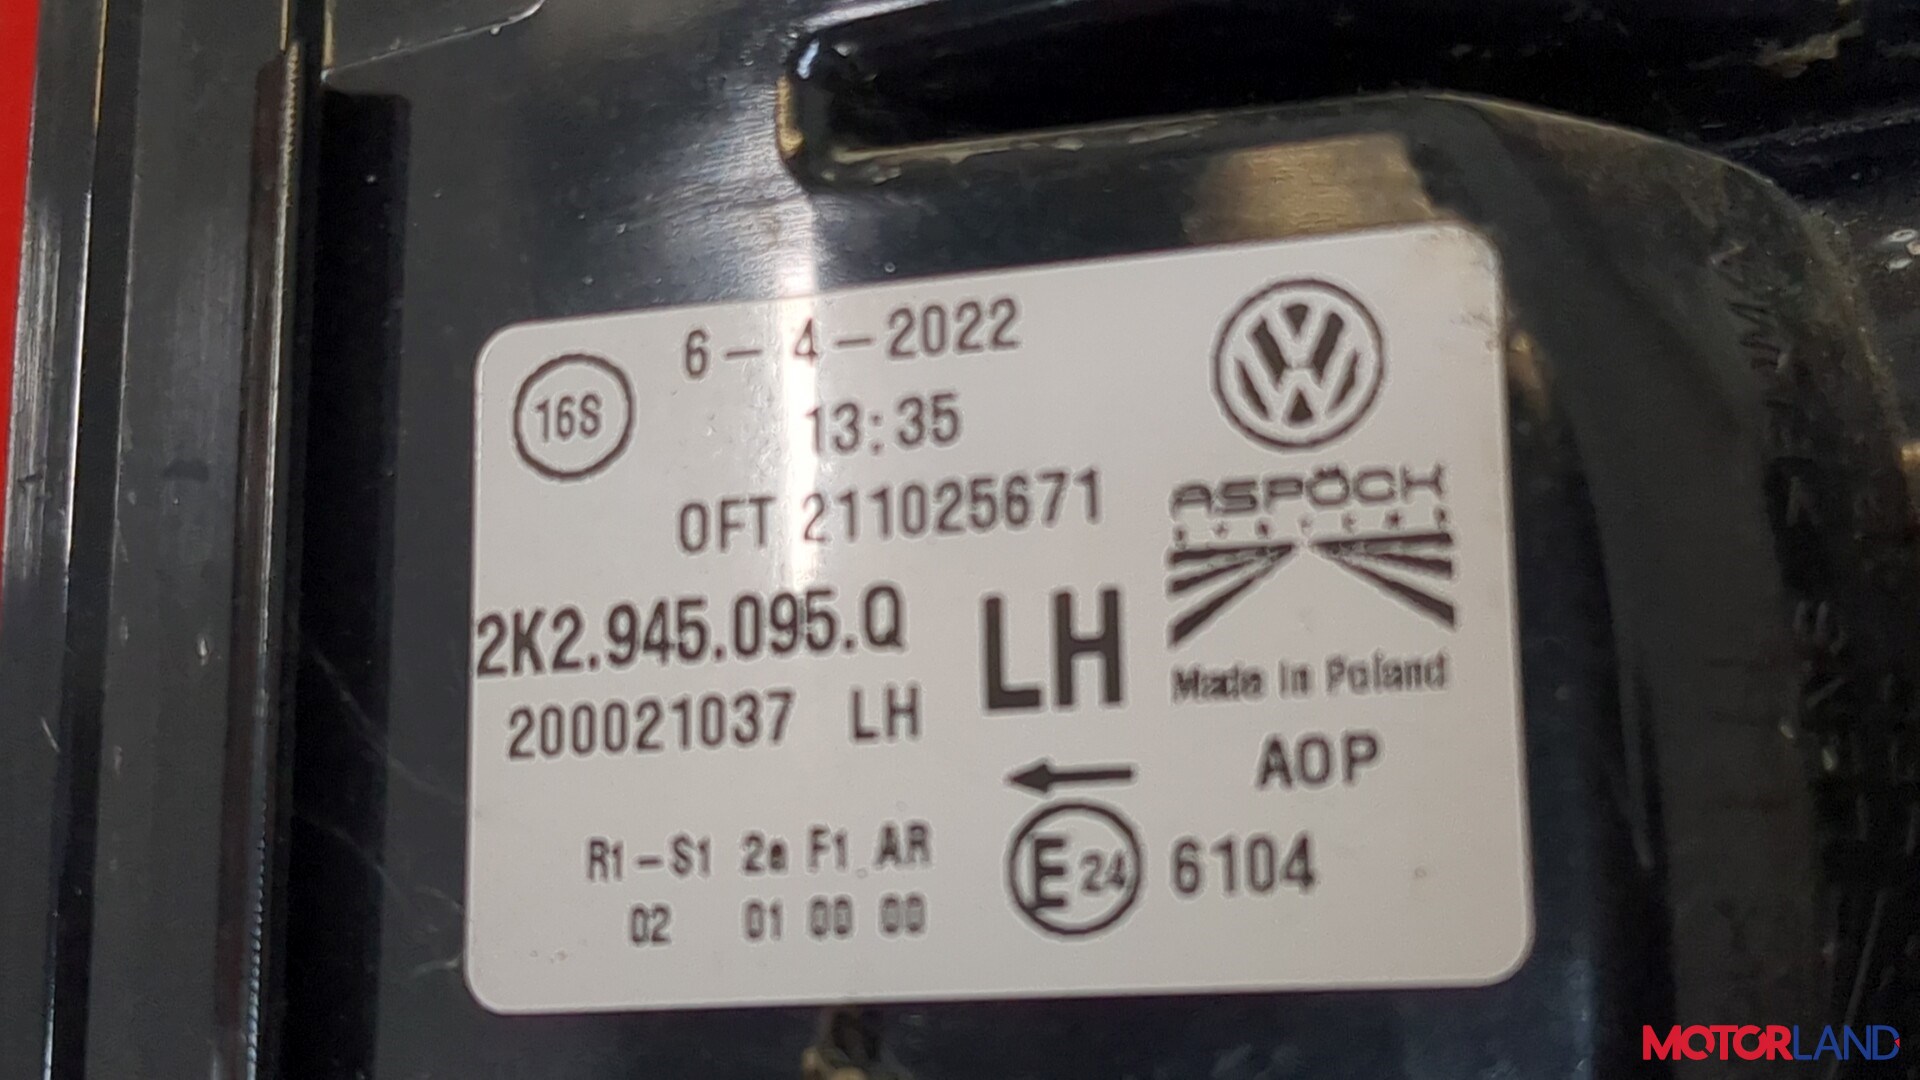 6-4-2022
16S
13:35
OFT 211025671
ASPÖCK
SYSTEMS
2K2.945.095.Q
LH
Made in Poland
200021037 LH
AOP
R1-S1 2a F1 AR
02 01 00 00
E24 6104
MOTORLAND